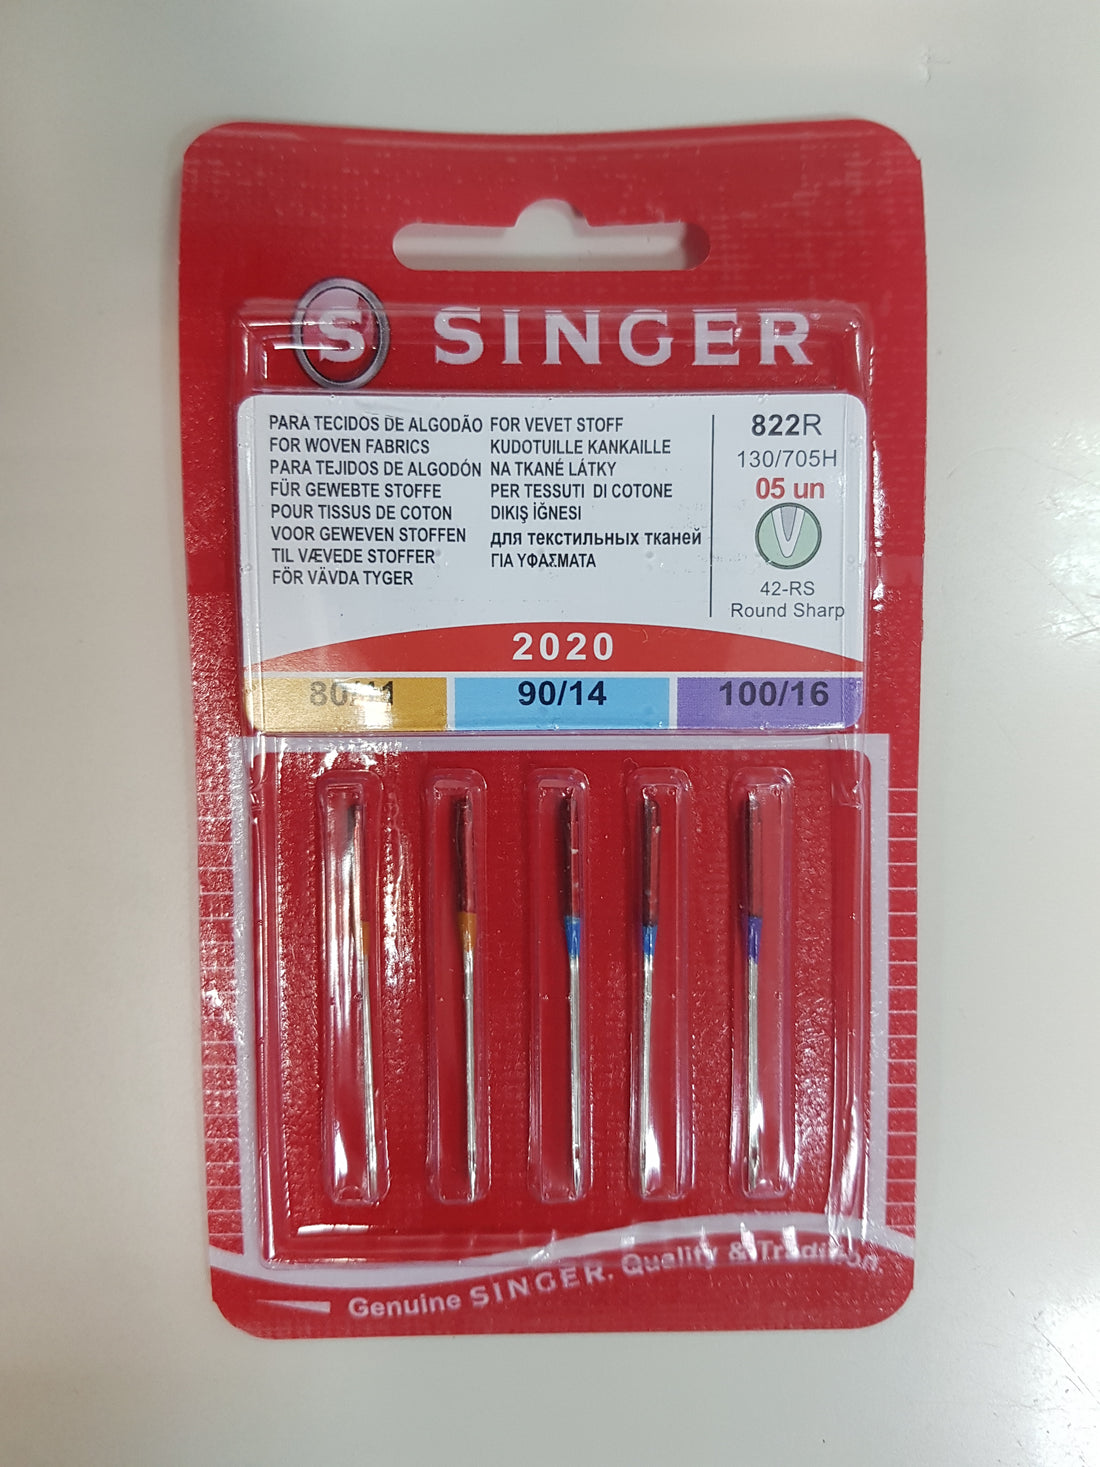 S SINGER
PARA TECIDOS DE ALGODÃO
FOR WOVEN FABRICS
PARA TEJIDOS DE ALGODÓN
FÜR GEWEBTE STOFFE
POUR TISSUS DE COTON
VOOR GEWEVEN STOFFEN
TIL VÆVEDE STOFFER
FÖR VÄVDA TYGER
FOR VEVET STOFF
KUDOTUILLE KANKAILLE
NA TKANÉ LÁTKY
PER TESSUTI DI COTONE
DIKIŞ İĞNESI
для текстильных тканей
ΓΙΑ ΥΦΑΣΜΑΤΑ
822R
130/705H
05 un
42-RS
Round Sharp
2020
80/11 90/14 100/16
Genuine SINGER. Quality & Tradition.